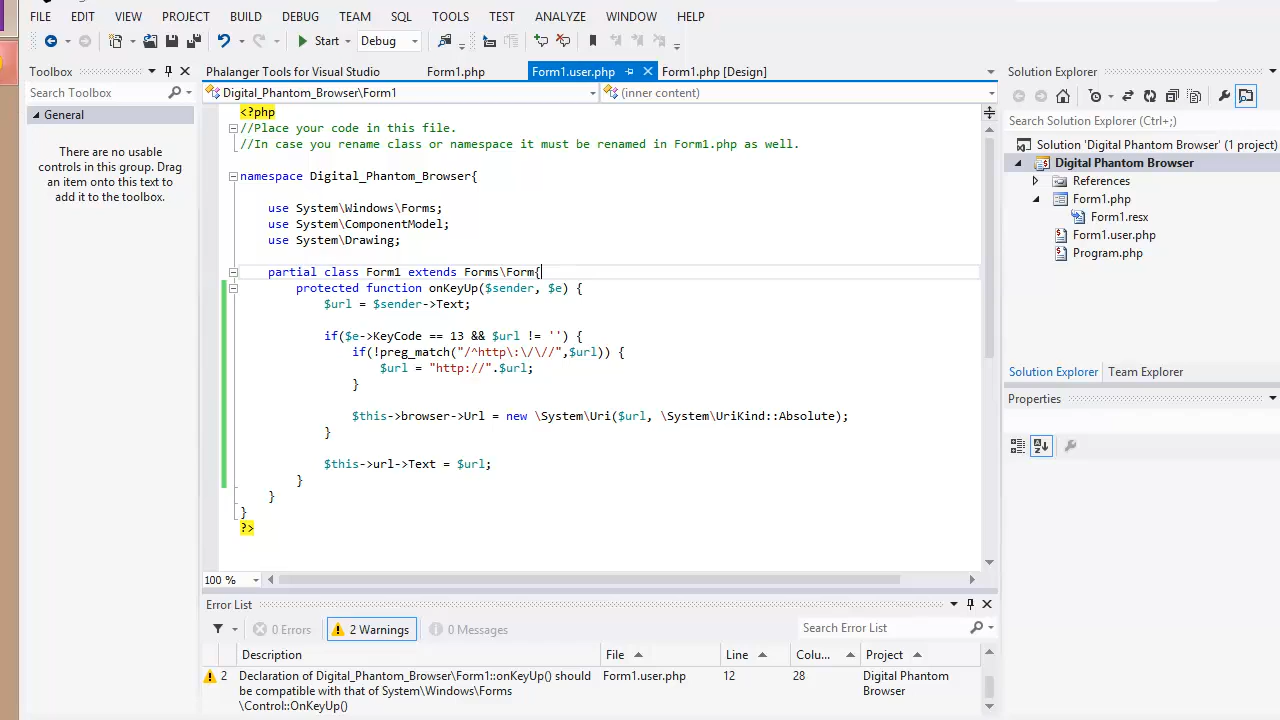 FILE EDIT VIEW PROJECT BUILD DEBUG TEAM SQL TOOLS TEST ANALYZE WINDOW HELP
Start Debug
Toolbox
Search Toolbox
General
There are no usable
controls in this group. Drag
an item onto this text to
add it to the toolbox.
Phalanger Tools for Visual Studio Form1.php Form1.user.php Form1.php [Design]
Digital_Phantom_Browser\Form1 (inner content)
<?php
//Place your code in this file.
//In case you rename class or namespace it must be renamed in Form1.php as well.
namespace Digital_Phantom_Browser{
use System\Windows\Forms;
use System\ComponentModel;
use System\Drawing;
partial class Form1 extends Forms\Form{
protected function onKeyUp($sender, $e) {
$url = $sender->Text;
if($e->KeyCode == 13 && $url != '') {
if(!preg_match("/^http\:\/\//",$url)) {
$url = "http://".$url;
}
$this->browser->Url = new \System\Uri($url, \System\UriKind::Absolute);
}
$this->url->Text = $url;
}
}
}
?>
100 %
Solution Explorer
Search Solution Explorer (Ctrl+;)
Solution 'Digital Phantom Browser' (1 project)
Digital Phantom Browser
References
Form1.php
Form1.resx
Form1.user.php
Program.php
Solution Explorer Team Explorer
Properties
Error List
0 Errors 2 Warnings 0 Messages Search Error List
Description File Line Colu... Project
2 Declaration of Digital_Phantom_Browser\Form1::onKeyUp() should Form1.user.php 12 28 Digital Phantom
be compatible with that of System\Windows\Forms Browser
\Control::OnKeyUp()